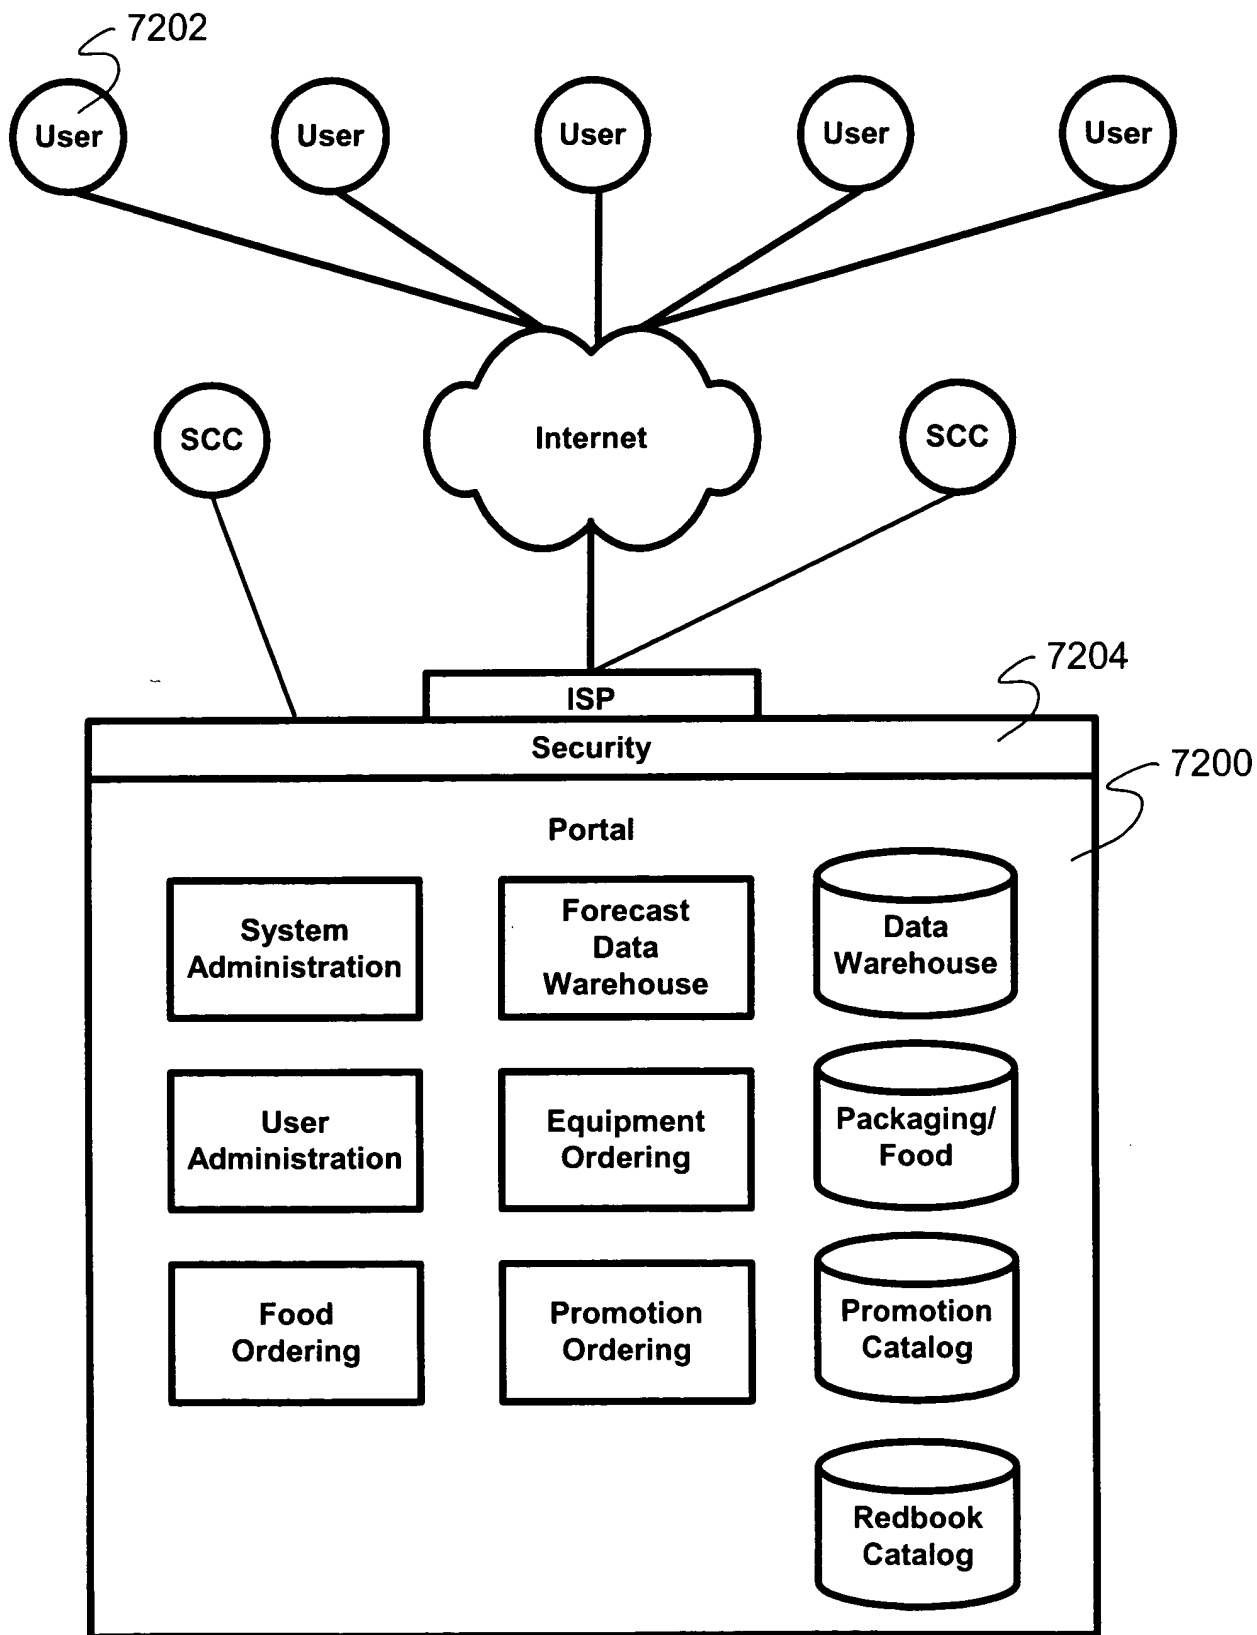 7202
User
User
User
User
User
SCC
Internet
SCC
7204
ISP
Security
7200
Portal
System
Administration
Forecast
Data
Warehouse
Data
Warehouse
User
Administration
Equipment
Ordering
Packaging/
Food
Food
Ordering
Promotion
Ordering
Promotion
Catalog
Redbook
Catalog